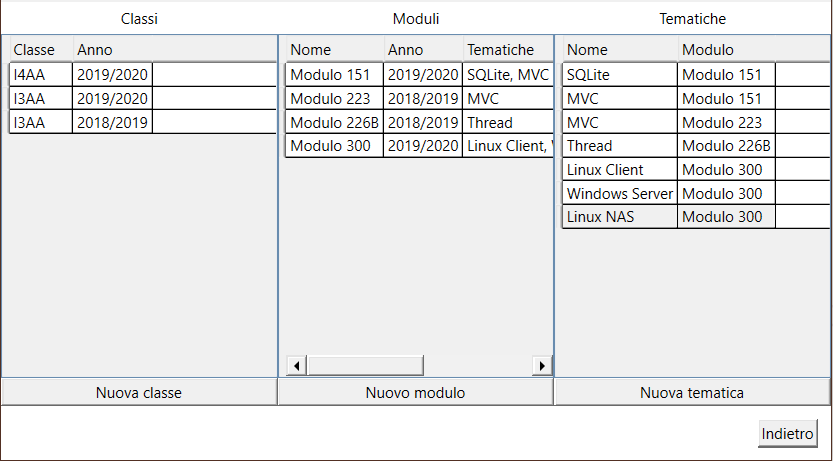 Classi Moduli Tematiche
Classe Anno Nome Anno Tematiche Nome Modulo
I4AA 2019/2020 Modulo 151 2019/2020 SQLite, MVC SQLite Modulo 151
I3AA 2019/2020 Modulo 223 2018/2019 MVC MVC Modulo 151
I3AA 2018/2019 Modulo 226B 2018/2019 Thread MVC Modulo 223
Modulo 300 2019/2020 Linux Client, Thread Modulo 226B
Linux Client Modulo 300
Windows Server Modulo 300
Linux NAS Modulo 300
Nuova classe Nuovo modulo Nuova tematica
Indietro